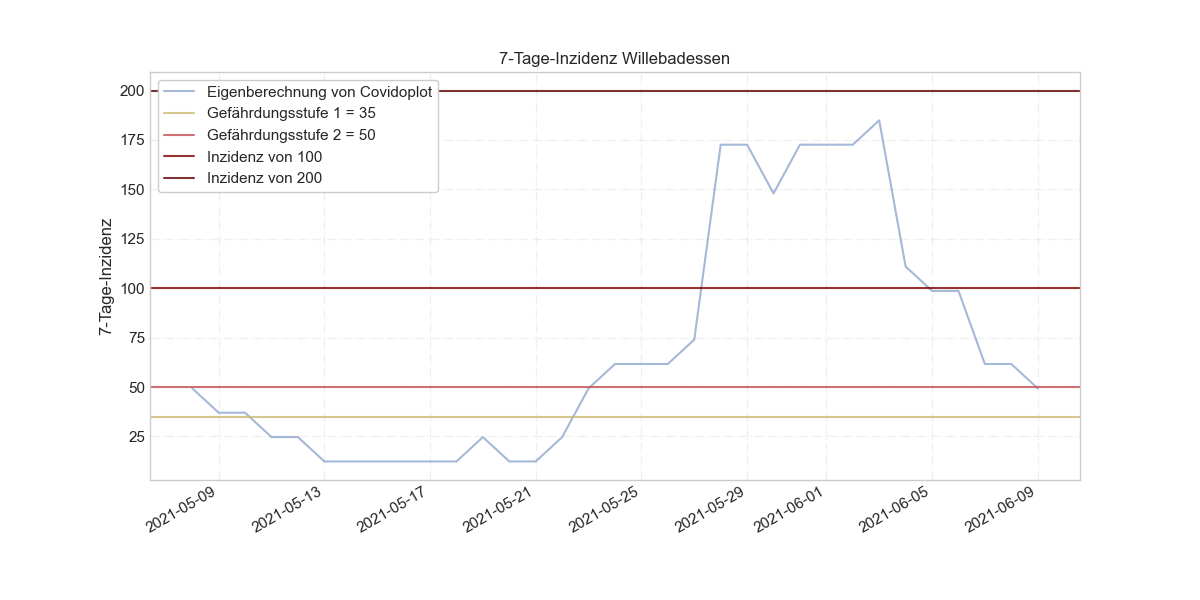 7-Tage-Inzidenz Willebadessen
Eigenberechnung von Covidoplot
Gefährdungsstufe 1 = 35
Gefährdungsstufe 2 = 50
Inzidenz von 100
Inzidenz von 200
7-Tage-Inzidenz
200
175
150
125
100
75
50
25
2021-05-09
2021-05-13
2021-05-17
2021-05-21
2021-05-25
2021-05-29
2021-06-01
2021-06-05
2021-06-09